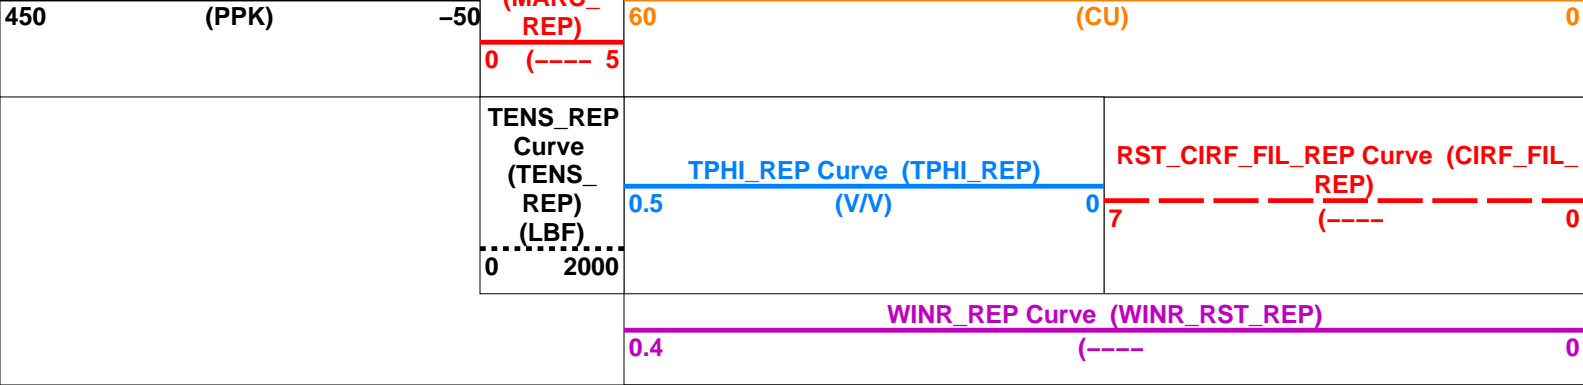 450 (PPK) −50
(MARC_
REP)
0 (−−−− 5
60 (CU) 0
TENS_REP
Curve
(TENS_
REP)
(LBF)
0 2000
TPHI_REP Curve (TPHI_REP)
0.5 (V/V) 0
RST_CIRF_FIL_REP Curve (CIRF_FIL_
REP)
7 (−−−− 0
WINR_REP Curve (WINR_RST_REP)
0.4 (−−−− 0